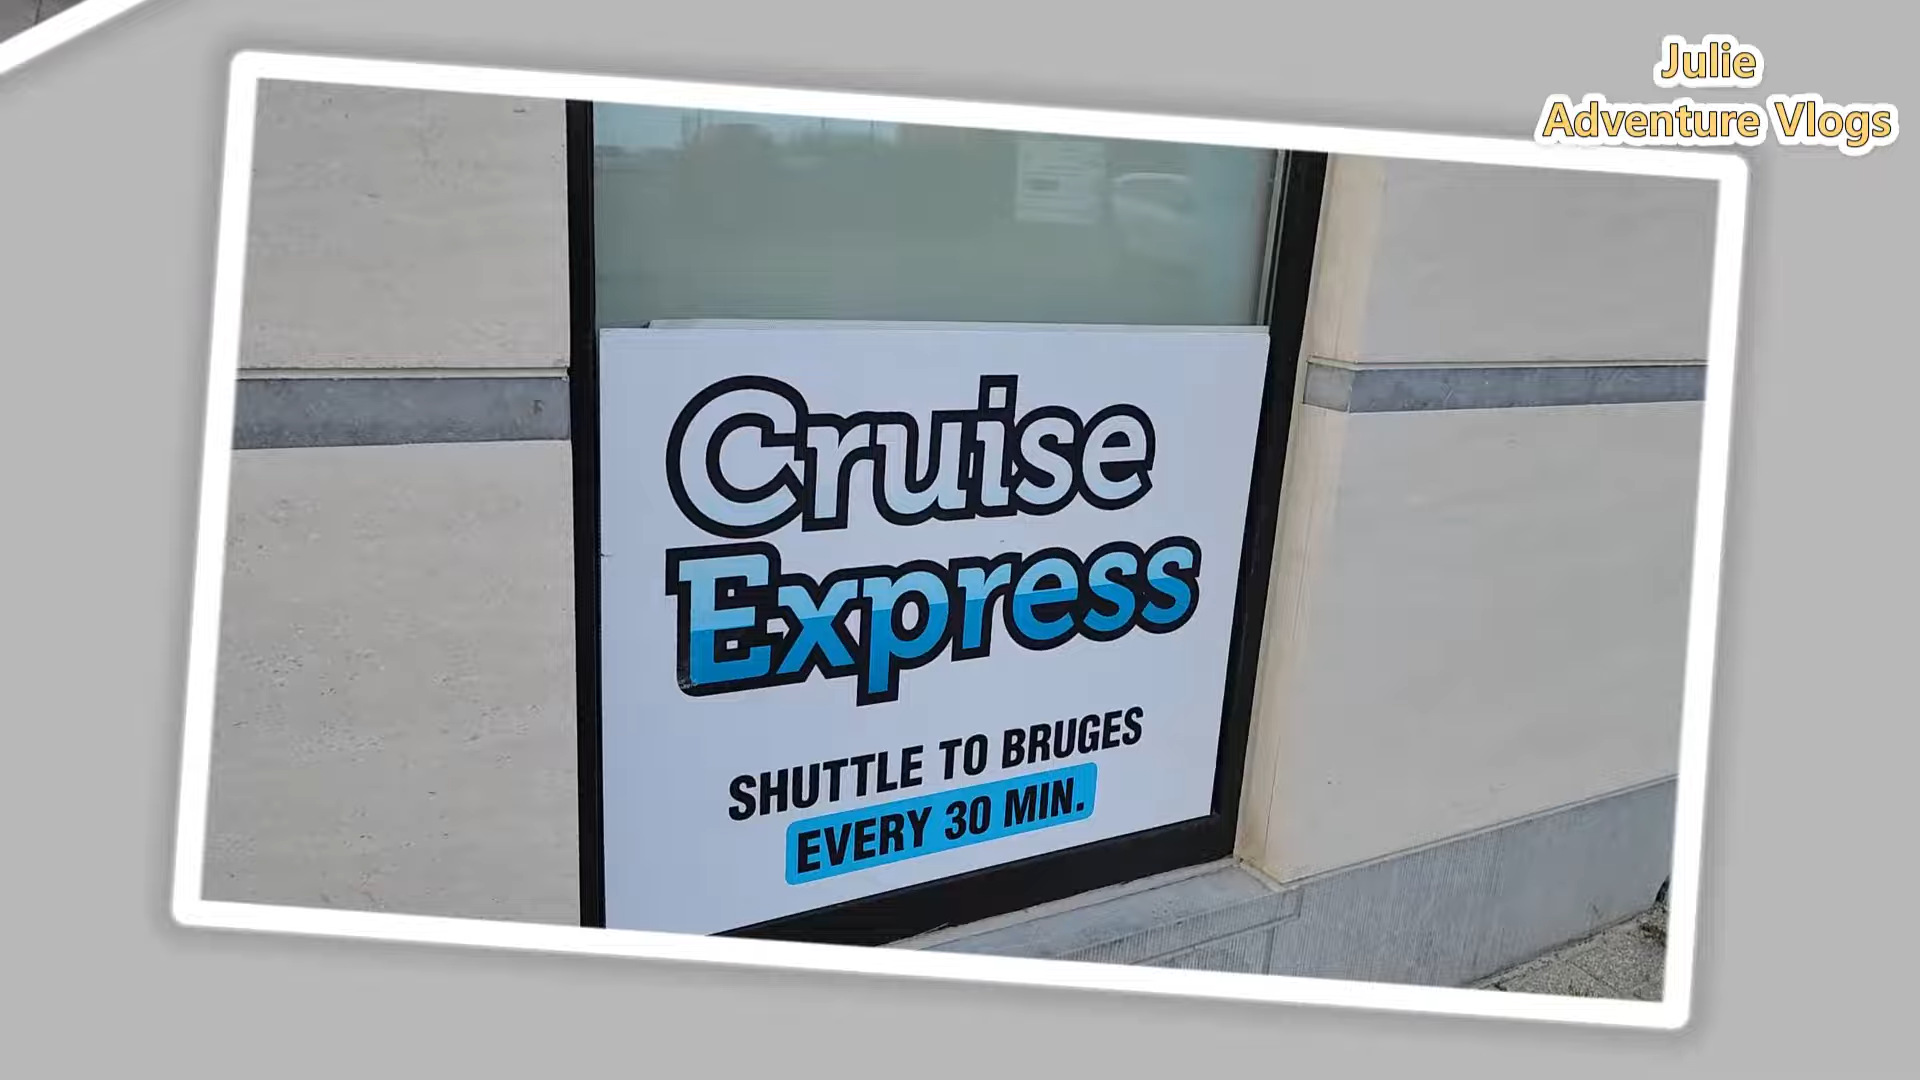 Julie
Adventure Vlogs
Cruise
Express
SHUTTLE TO BRUGES
EVERY 30 MIN.